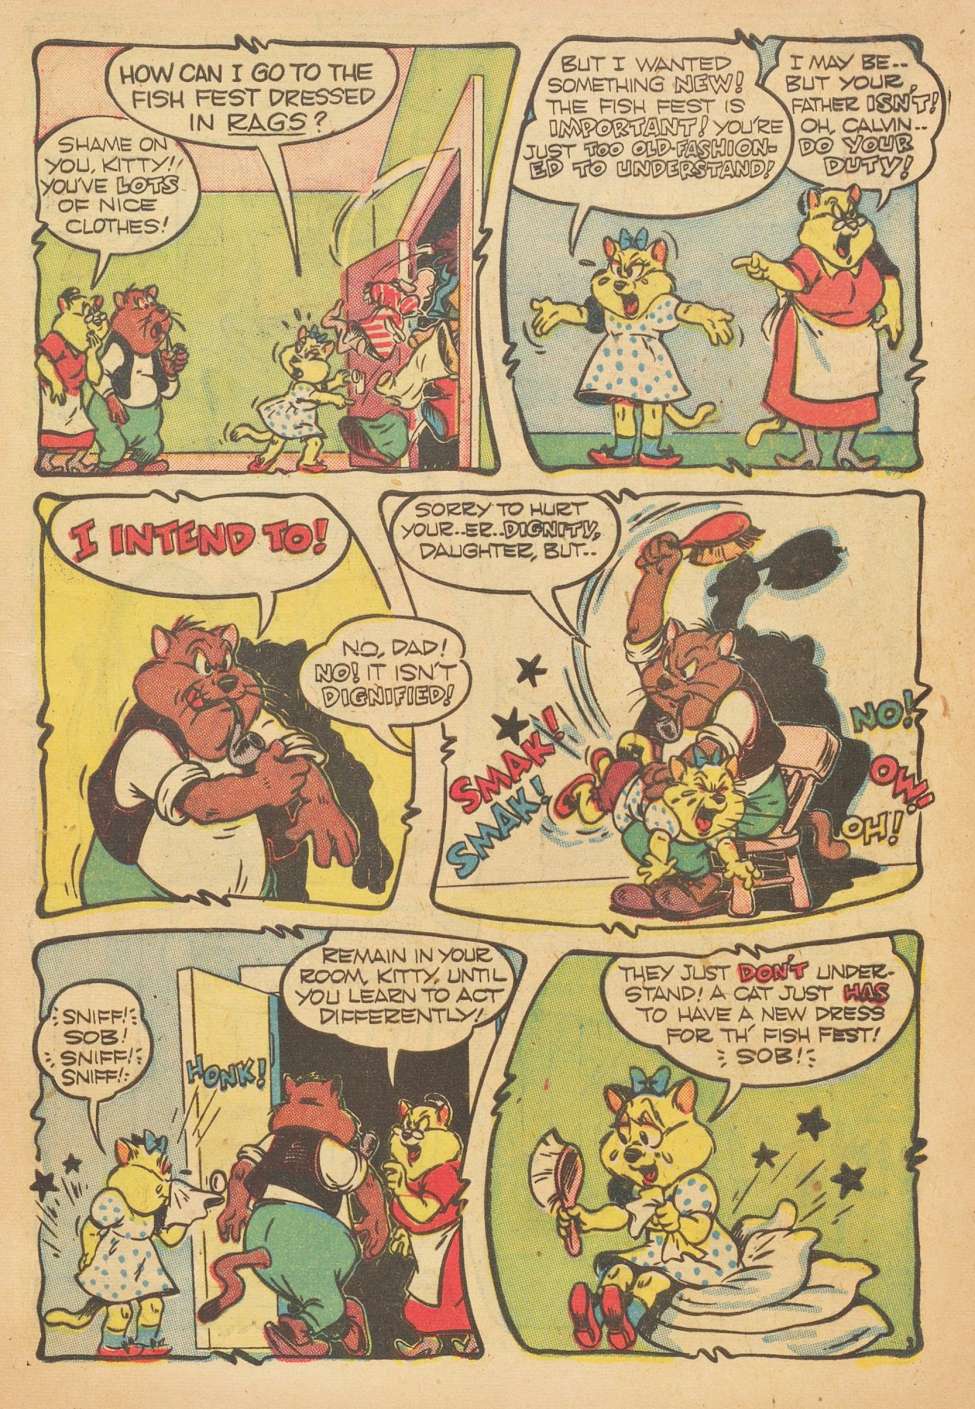 SHAME ON
YOU, KITTY!!
YOU'VE LOTS
OF NICE
CLOTHES!
HOW CAN I GO TO THE
FISH FEST DRESSED
IN RAGS?
BUT I WANTED
SOMETHING NEW!
THE FISH FEST IS
IMPORTANT! YOU'RE
JUST TOO OLD-FASHION-
ED TO UNDERSTAND!
I MAY BE--
BUT YOUR
FATHER ISN'T!
OH, CALVIN--
DO YOUR
DUTY!
I INTEND TO!
NO, DAD!
NO! IT ISN'T
DIGNIFIED!
SORRY TO HURT
YOUR--ER--DIGNITY,
DAUGHTER, BUT--
SMAK!
SMAK!
NO!
OW!
OH!
SNIFF!
SOB!
SNIFF!
SNIFF!
HONK!
REMAIN IN YOUR
ROOM, KITTY, UNTIL
YOU LEARN TO ACT
DIFFERENTLY!
THEY JUST DON'T UNDER-
STAND! A CAT JUST HAS
TO HAVE A NEW DRESS
FOR TH' FISH FEST!
SOB!
3